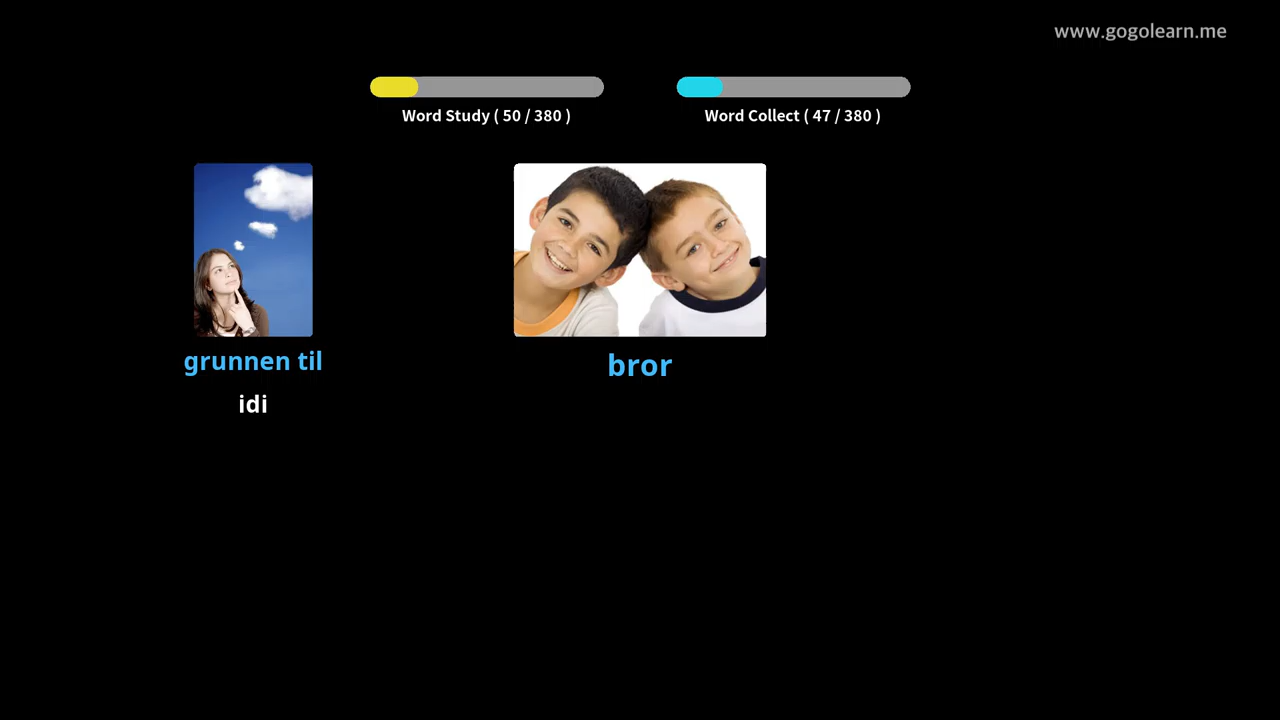 www.gogolearn.me
Word Study ( 50 / 380 )
Word Collect ( 47 / 380 )
grunnen til
idi
bror